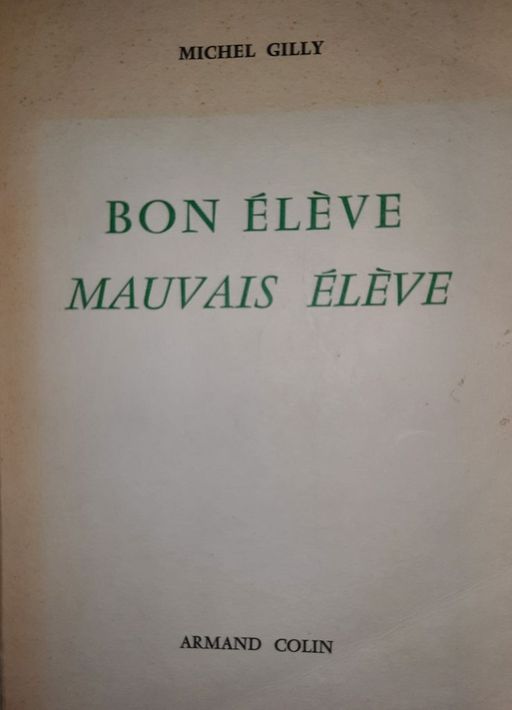 MICHEL GILLY
BON ÉLÈVE
MAUVAIS ÉLÈVE
ARMAND COLIN